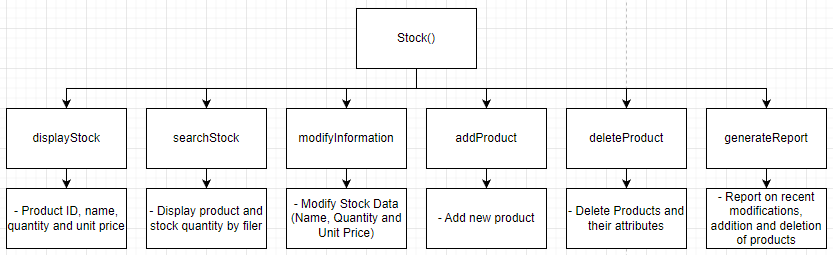 Stock()
displayStock
searchStock
modifyInformation
addProduct
deleteProduct
generateReport
- Product ID, name,
quantity and unit price
- Display product and
stock quantity by filer
- Modify Stock Data
(Name, Quantity and
Unit Price)
- Add new product
- Delete Products and
their attributes
- Report on recent
modifications,
addition and deletion
of products